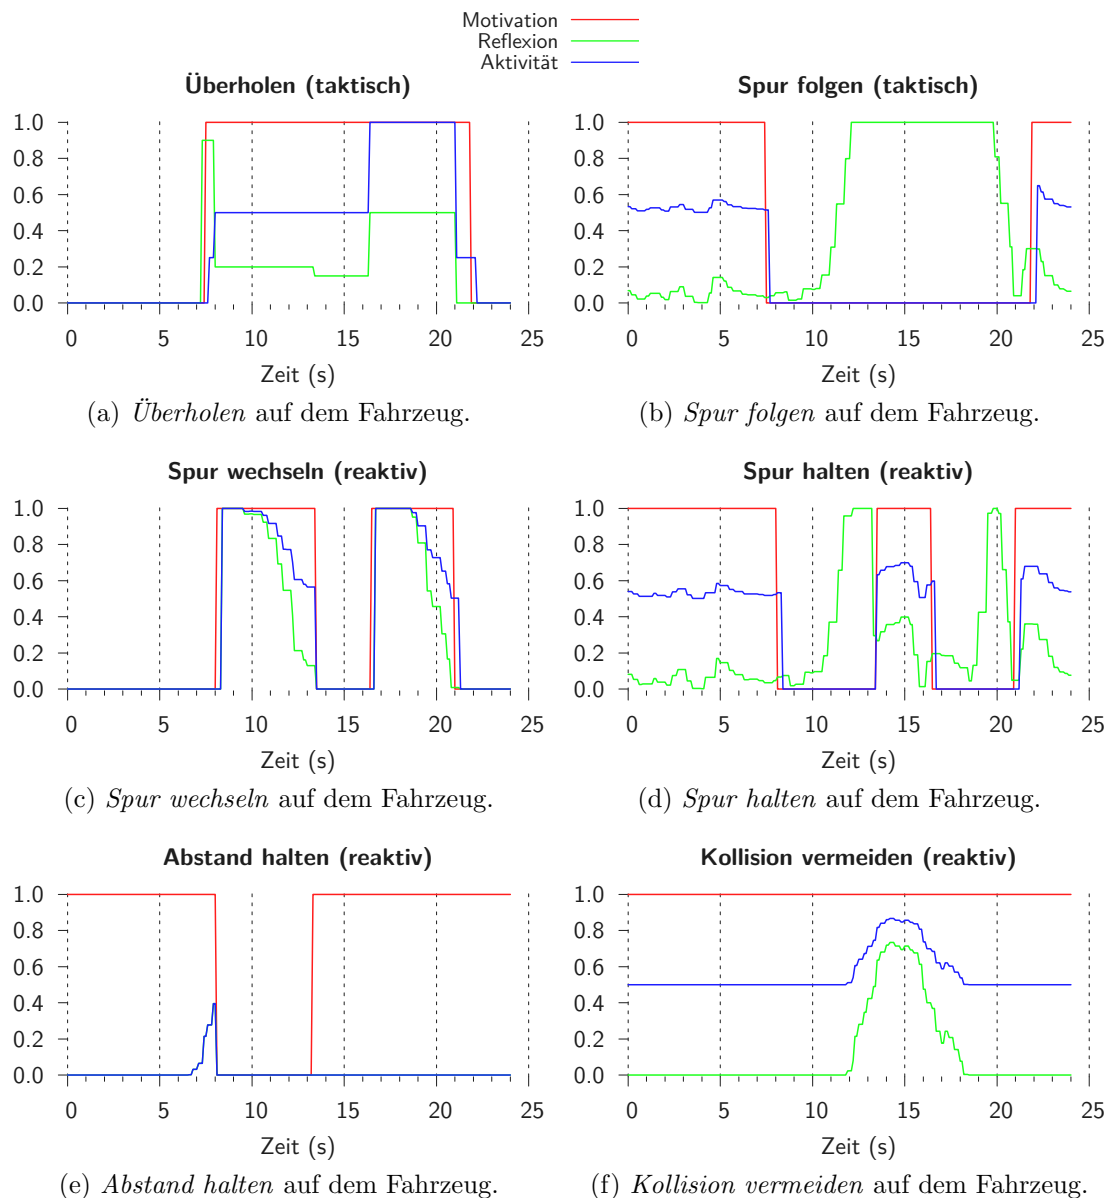 Motivation
Reflexion
Aktivität
Überholen (taktisch)
1.0
0.8
0.6
0.4
0.2
0.0
0 5 10 15 20 25
Zeit (s)
(a) Überholen auf dem Fahrzeug.
Spur folgen (taktisch)
1.0
0.8
0.6
0.4
0.2
0.0
0 5 10 15 20 25
Zeit (s)
(b) Spur folgen auf dem Fahrzeug.
Spur wechseln (reaktiv)
1.0
0.8
0.6
0.4
0.2
0.0
0 5 10 15 20 25
Zeit (s)
(c) Spur wechseln auf dem Fahrzeug.
Spur halten (reaktiv)
1.0
0.8
0.6
0.4
0.2
0.0
0 5 10 15 20 25
Zeit (s)
(d) Spur halten auf dem Fahrzeug.
Abstand halten (reaktiv)
1.0
0.8
0.6
0.4
0.2
0.0
0 5 10 15 20 25
Zeit (s)
(e) Abstand halten auf dem Fahrzeug.
Kollision vermeiden (reaktiv)
1.0
0.8
0.6
0.4
0.2
0.0
0 5 10 15 20 25
Zeit (s)
(f) Kollision vermeiden auf dem Fahrzeug.